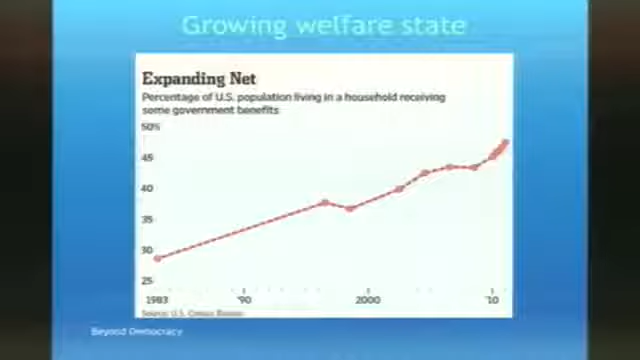 Growing welfare state
Expanding Net
Percentage of U.S. population living in a household receiving
some government benefits
50%
45
40
35
30
25
1983 '90 2000 '10
Source: U.S. Census Bureau
Beyond Democracy